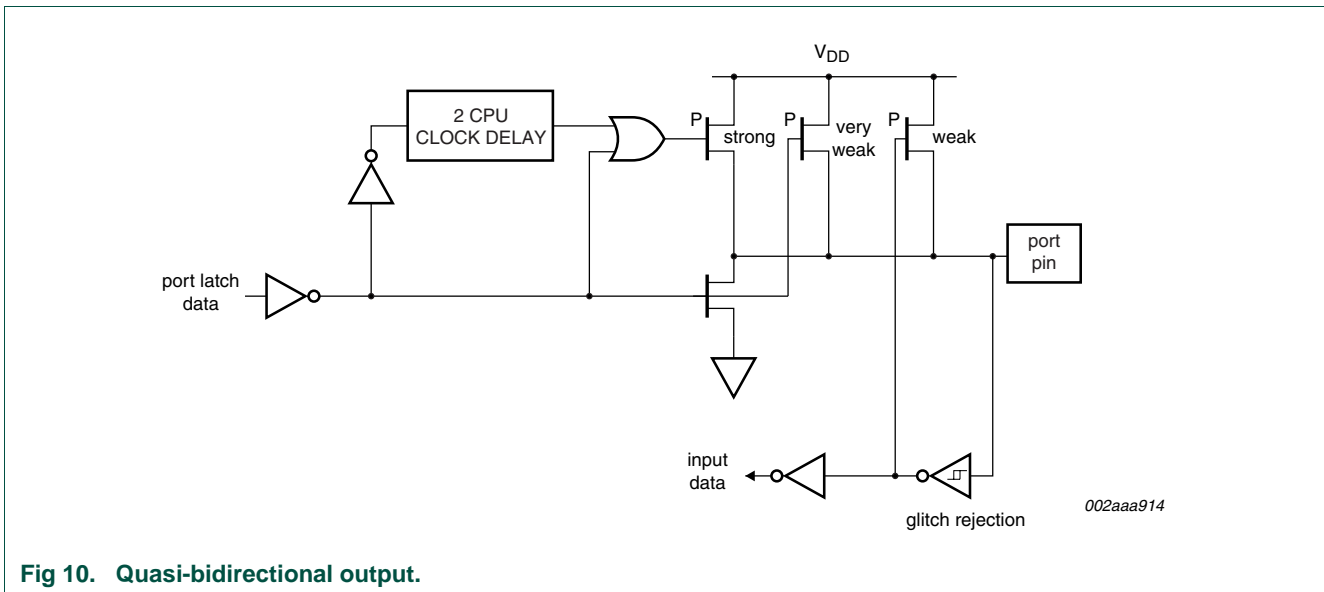 VDD
2 CPU
CLOCK DELAY
P
strong
P
very
weak
P
weak
port
pin
port latch
data
input
data
glitch rejection
002aaa914
Fig 10. Quasi-bidirectional output.